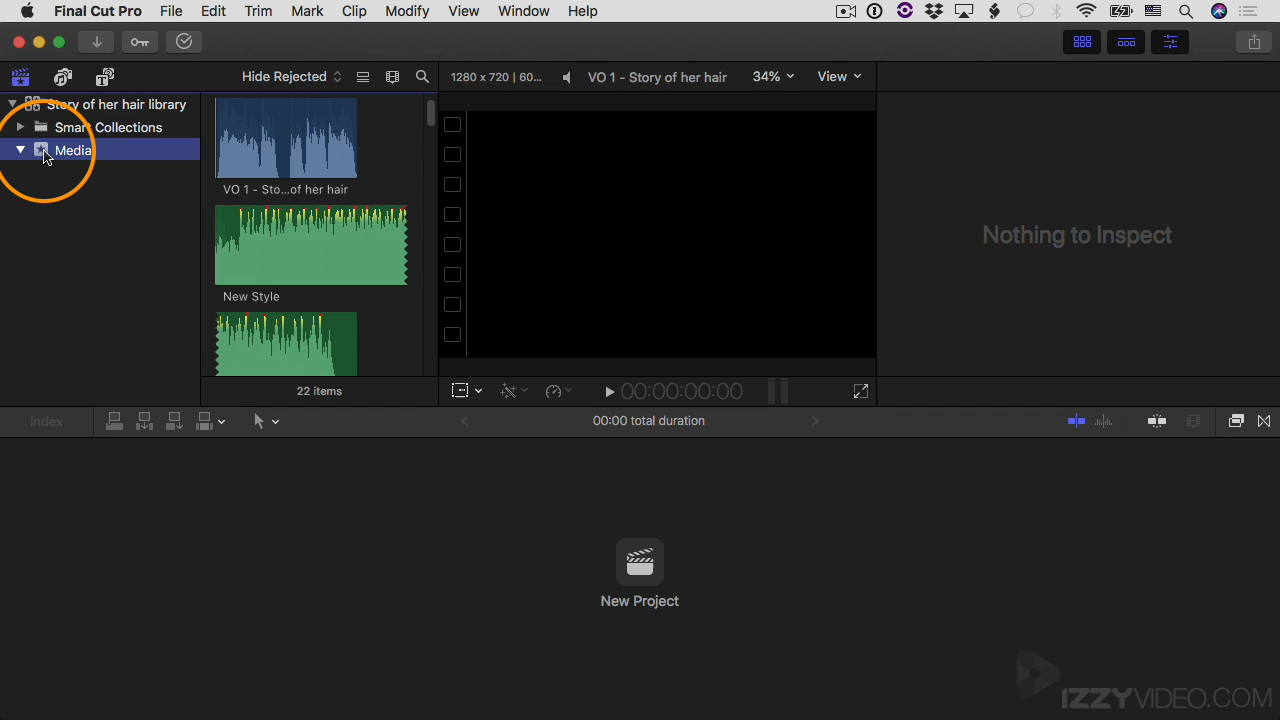 Final Cut Pro File Edit Trim Mark Clip Modify View Window Help
Hide Rejected
1280 x 720 | 60... VO 1 - Story of her hair 34% View
Story of her hair library
Smart Collections
Media
VO 1 - Sto...of her hair
New Style
Nothing to Inspect
22 items
00:00:00:00
Index
00:00 total duration
New Project
IZZYVIDEO.COM